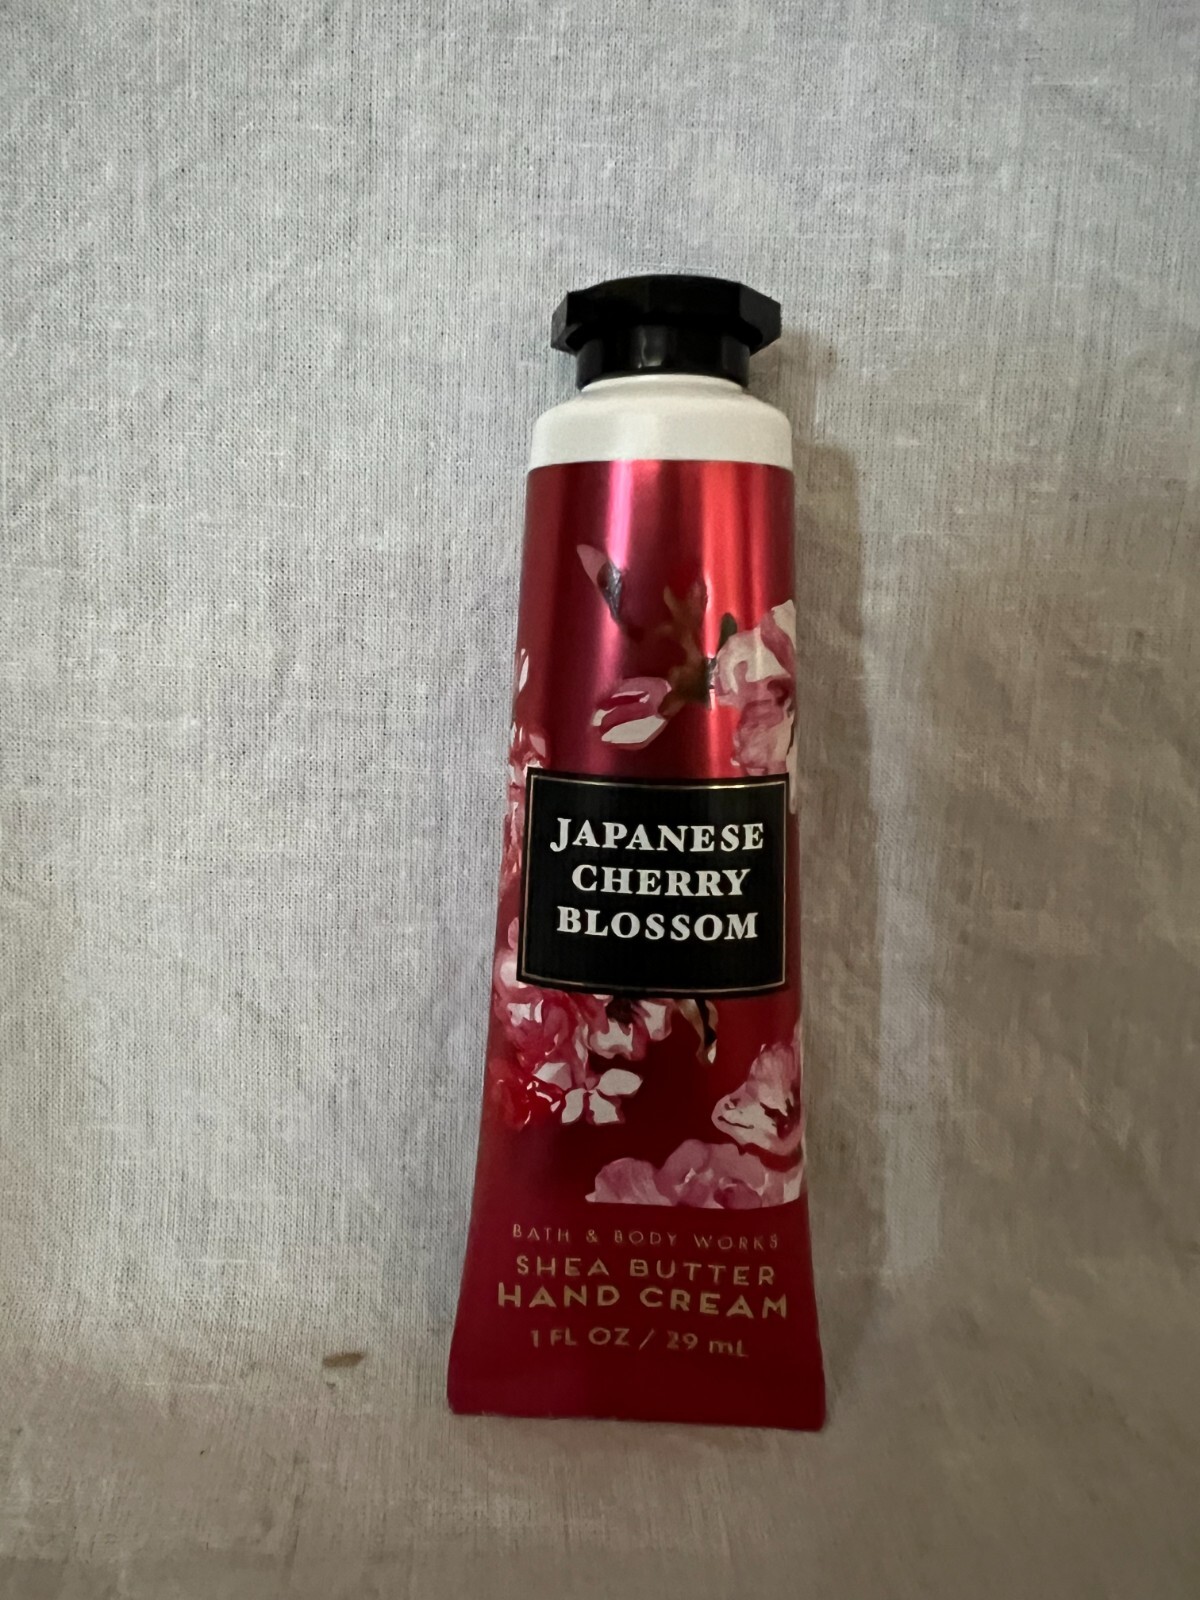 JAPANESE
CHERRY
BLOSSOM
BATH & BODY WORKS
SHEA BUTTER
HAND CREAM
1 FL OZ / 29 mL